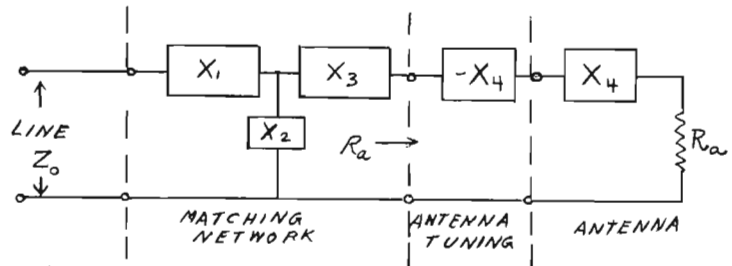 X₁
X₃
-X₄
X₄
X₂
LINE
Z₀
Rₐ
Rₐ
MATCHING
NETWORK
ANTENNA
TUNING
ANTENNA